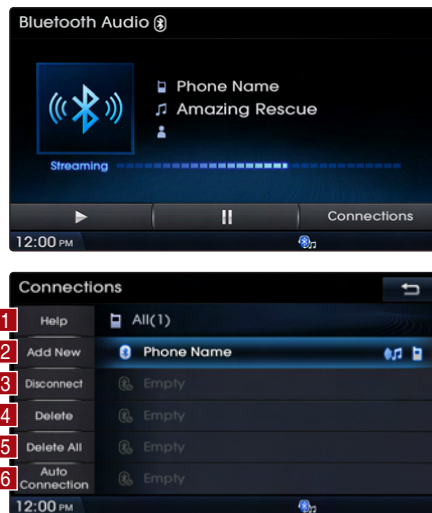 Bluetooth Audio
Phone Name
Amazing Rescue
Streaming
Connections
12:00 PM
Connections
1 Help
All(1)
2 Add New
Phone Name
3 Disconnect
Empty
4 Delete
Empty
5 Delete All
Empty
6 Auto
Connection
Empty
12:00 PM